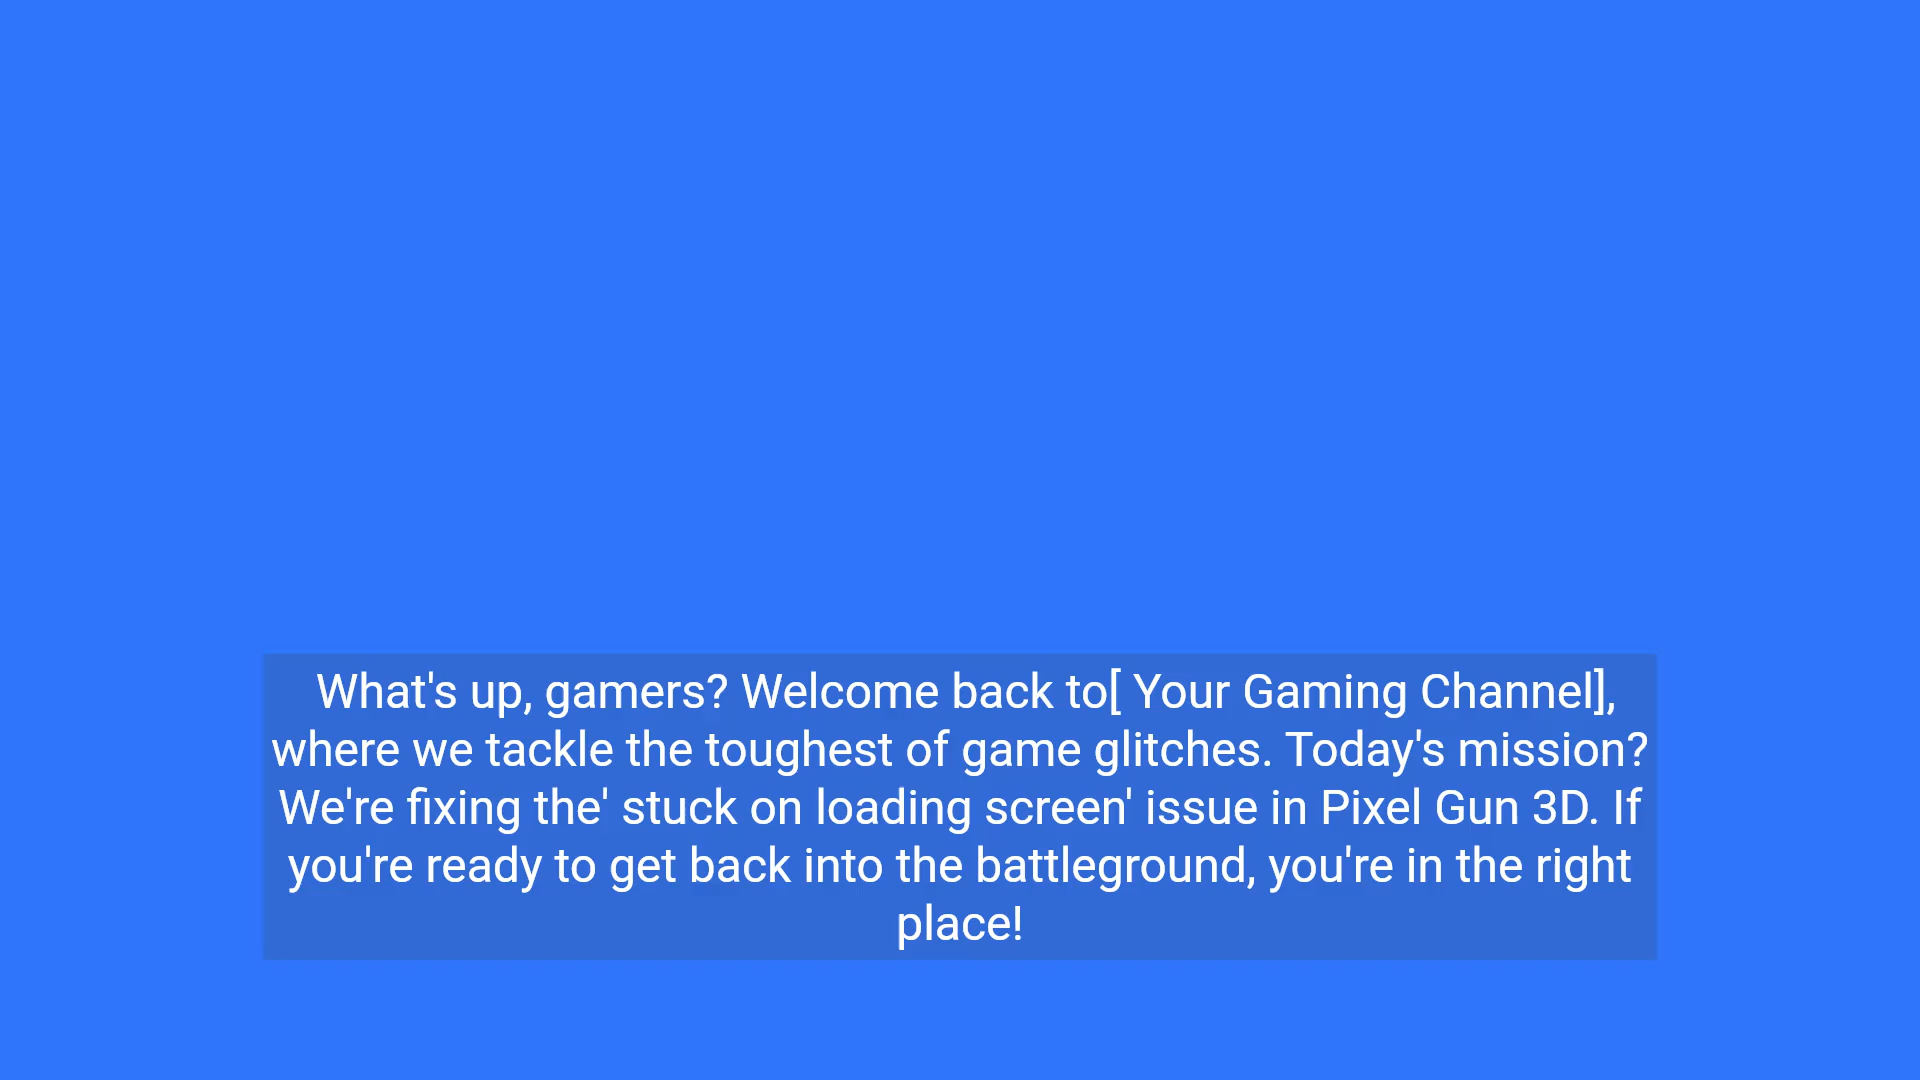 What's up, gamers? Welcome back to[ Your Gaming Channel],
where we tackle the toughest of game glitches. Today's mission?
We're fixing the' stuck on loading screen' issue in Pixel Gun 3D. If
you're ready to get back into the battleground, you're in the right
place!